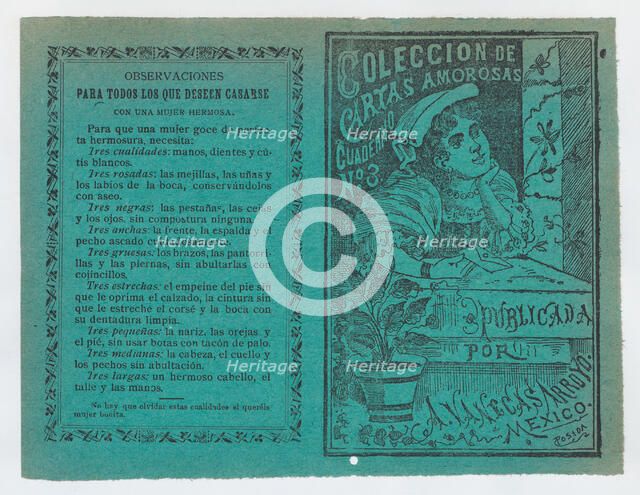 OBSERVACIONES
PARA TODOS LOS QUE DESEEN CASARSE
CON UNA MUJER HERMOSA.
Para que una mujer goce de perfec-
ta hermosura, necesita:
Tres cualidades: manos, dientes y cú-
tis blancos.
Tres rosadas: las mejillas, las uñas y
los labios de la boca, conservándolos
con aseo.
Tres negras: las pestañas, las cejas
y los ojos, sin compostura ninguna.
Tres anchas: la frente, la espalda y el
pecho
Tres gruesas: los brazos, las pantorri-
llas y las piernas, sin abultarlas con
cojincillos.
Tres estrechas: el empeine del pie sin
que le oprima el calzado, la cintura sin
que le estreche el corsé y la boca con
su dentadura limpia.
Tres pequeñas: la nariz, las orejas y
el pié, sin usar botas con tacón de palo.
Tres medianas: la cabeza, el cuello y
los pechos sin abultación.
Tres largas: un hermoso cabello, el
talle y las manos.
No hay que olvidar estas cualidades si queréis
mujer bonita.
COLECCION DE
CARTAS AMOROSAS
CUADERNO
No. 3
PUBLICADA
POR
A. VANEGAS ARROYO.
MEXICO.
POSADA
Heritage
Heritage
Heritage
Heritage
Heritage
Heritage
Heritage
Heritage
C